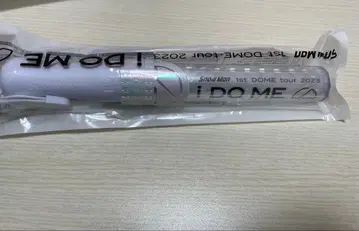 i DO ME 1st DOME tour 2023 Snow Man
Snow Man 1st DOME tour 2023
i DO ME